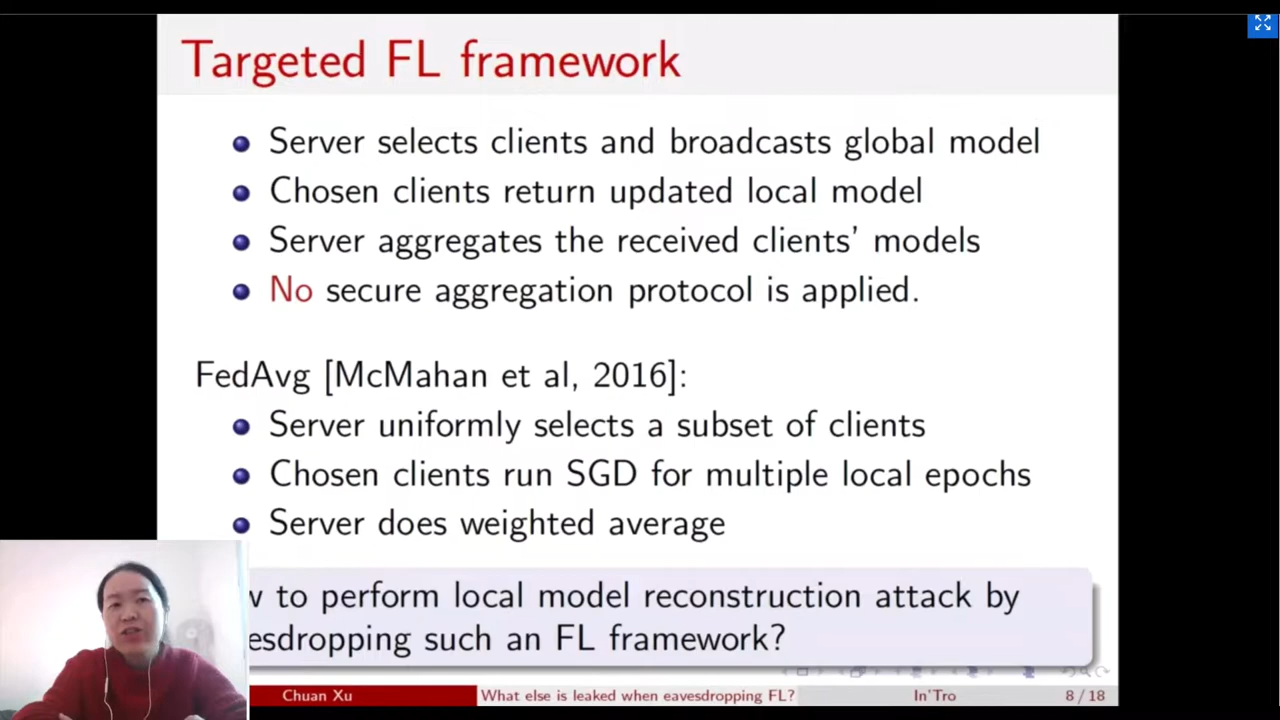 Targeted FL framework
Server selects clients and broadcasts global model
Chosen clients return updated local model
Server aggregates the received clients' models
No secure aggregation protocol is applied.
FedAvg [McMahan et al, 2016]:
Server uniformly selects a subset of clients
Chosen clients run SGD for multiple local epochs
Server does weighted average
to perform local model reconstruction attack by
such an FL framework?
Chuan Xu
What else is leaked when eavesdropping FL?
In'Tro
8 / 18